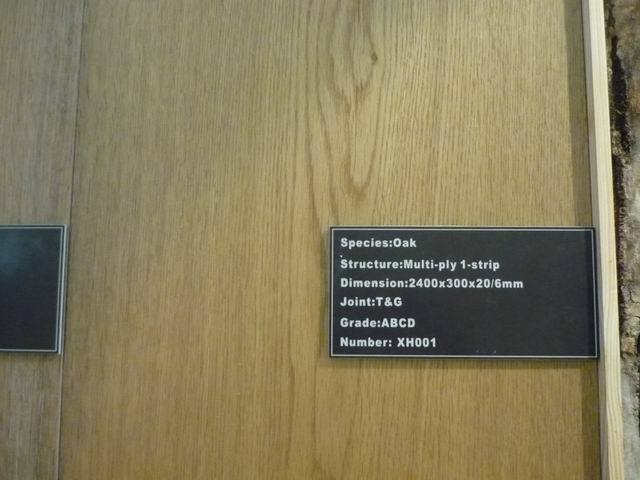 Species:Oak
Structure:Multi-ply 1-strip
Dimension:2400x300x20/6mm
Joint:T&G
Grade:ABCD
Number: XH001